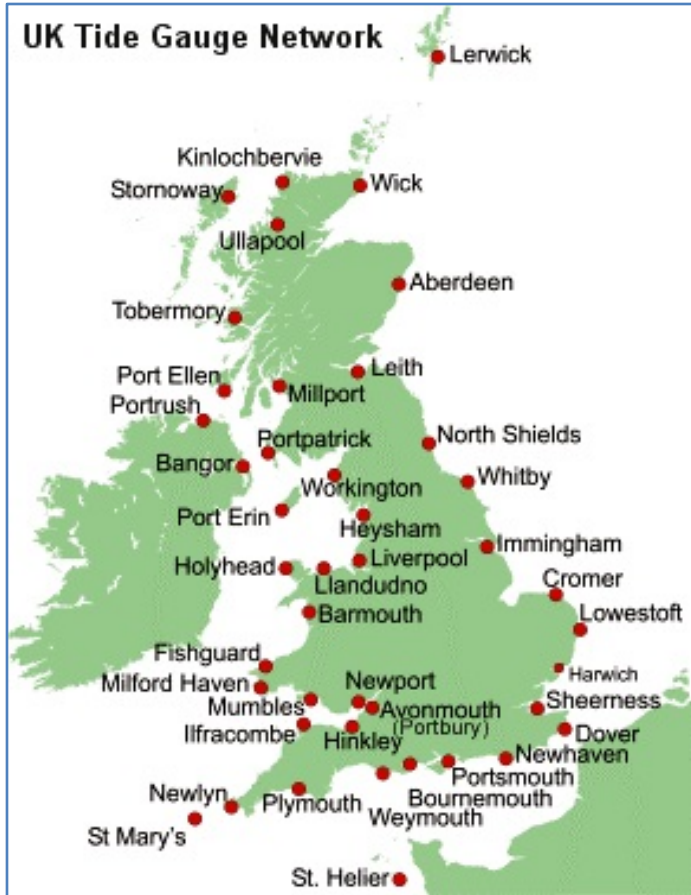 UK Tide Gauge Network
Lerwick
Kinlochbervie
Wick
Stornoway
Ullapool
Aberdeen
Tobermory
Leith
Port Ellen
Millport
Portrush
North Shields
Portpatrick
Bangor
Whitby
Workington
Port Erin
Heysham
Immingham
Liverpool
Holyhead
Llandudno
Cromer
Barmouth
Lowestoft
Fishguard
Harwich
Milford Haven
Newport
Mumbles
Avonmouth
(Portbury)
Sheerness
Ilfracombe
Hinkley
Dover
Newhaven
Portsmouth
Newlyn
Plymouth
Bournemouth
Weymouth
St Mary's
St. Helier